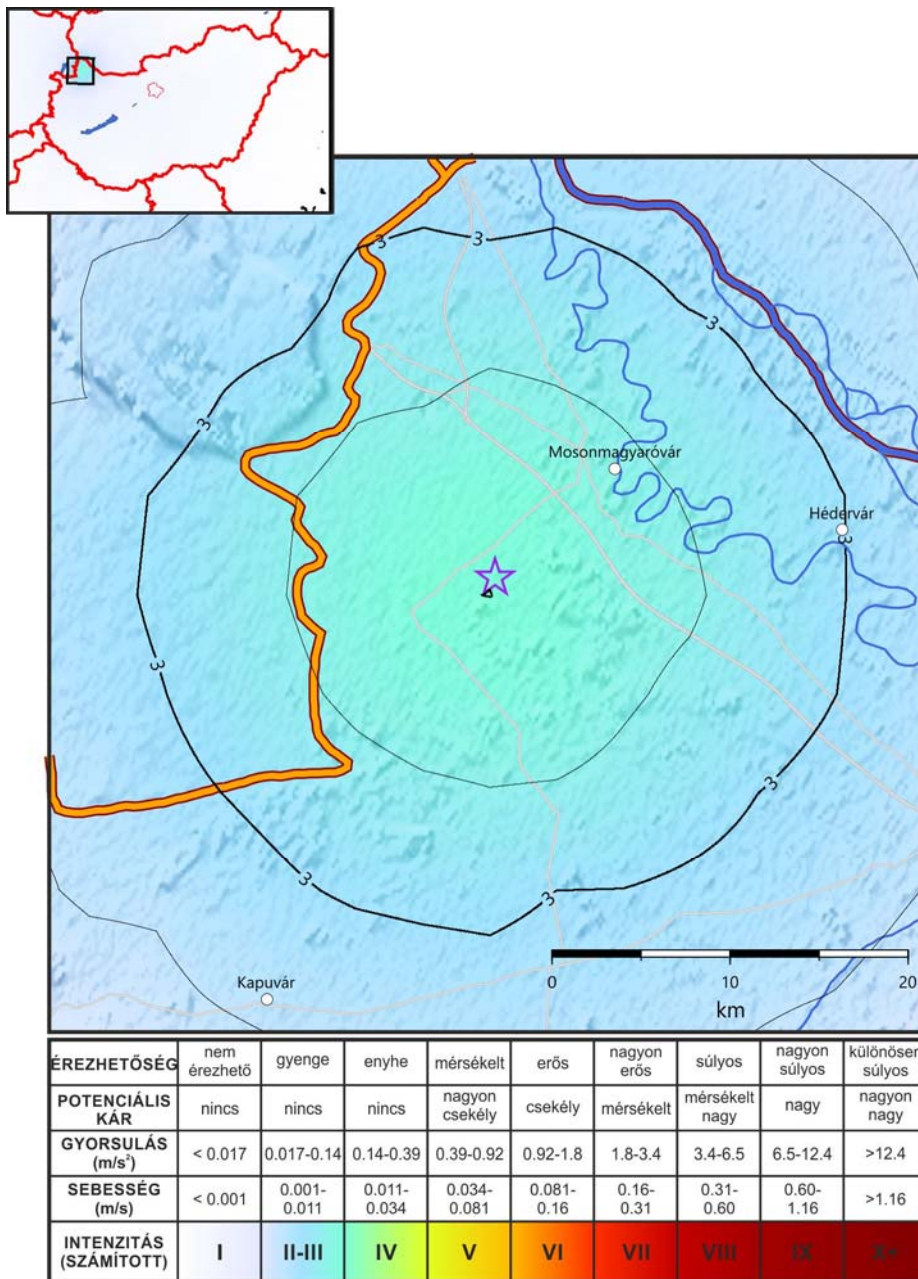 3
3
3
3
Mosonmagyaróvár
Hédervár
3
3
3
3
3
Kapuvár
0 10 20
km
ÉREZHETŐSÉG nem érezhető gyenge enyhe mérsékelt erős nagyon erős súlyos nagyon súlyos különösen súlyos
POTENCIÁLIS KÁR nincs nincs nincs nagyon csekély csekély mérsékelt mérsékelt nagy nagy nagyon nagy
GYORSULÁS (m/s²) < 0.017 0.017-0.14 0.14-0.39 0.39-0.92 0.92-1.8 1.8-3.4 3.4-6.5 6.5-12.4 >12.4
SEBESSÉG (m/s) < 0.001 0.001-0.011 0.011-0.034 0.034-0.081 0.081-0.16 0.16-0.31 0.31-0.60 0.60-1.16 >1.16
INTENZITÁS (SZÁMÍTOTT) I II-III IV V VI VII VIII IX X+